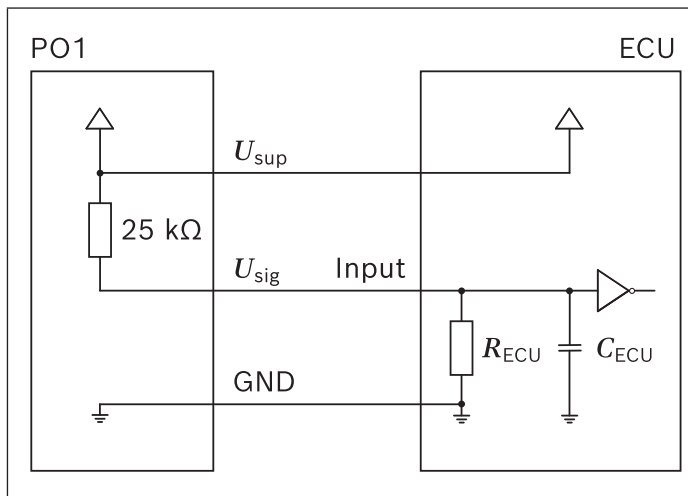 PO1
ECU
U_sup
25 kΩ
U_sig
Input
R_ECU
C_ECU
GND